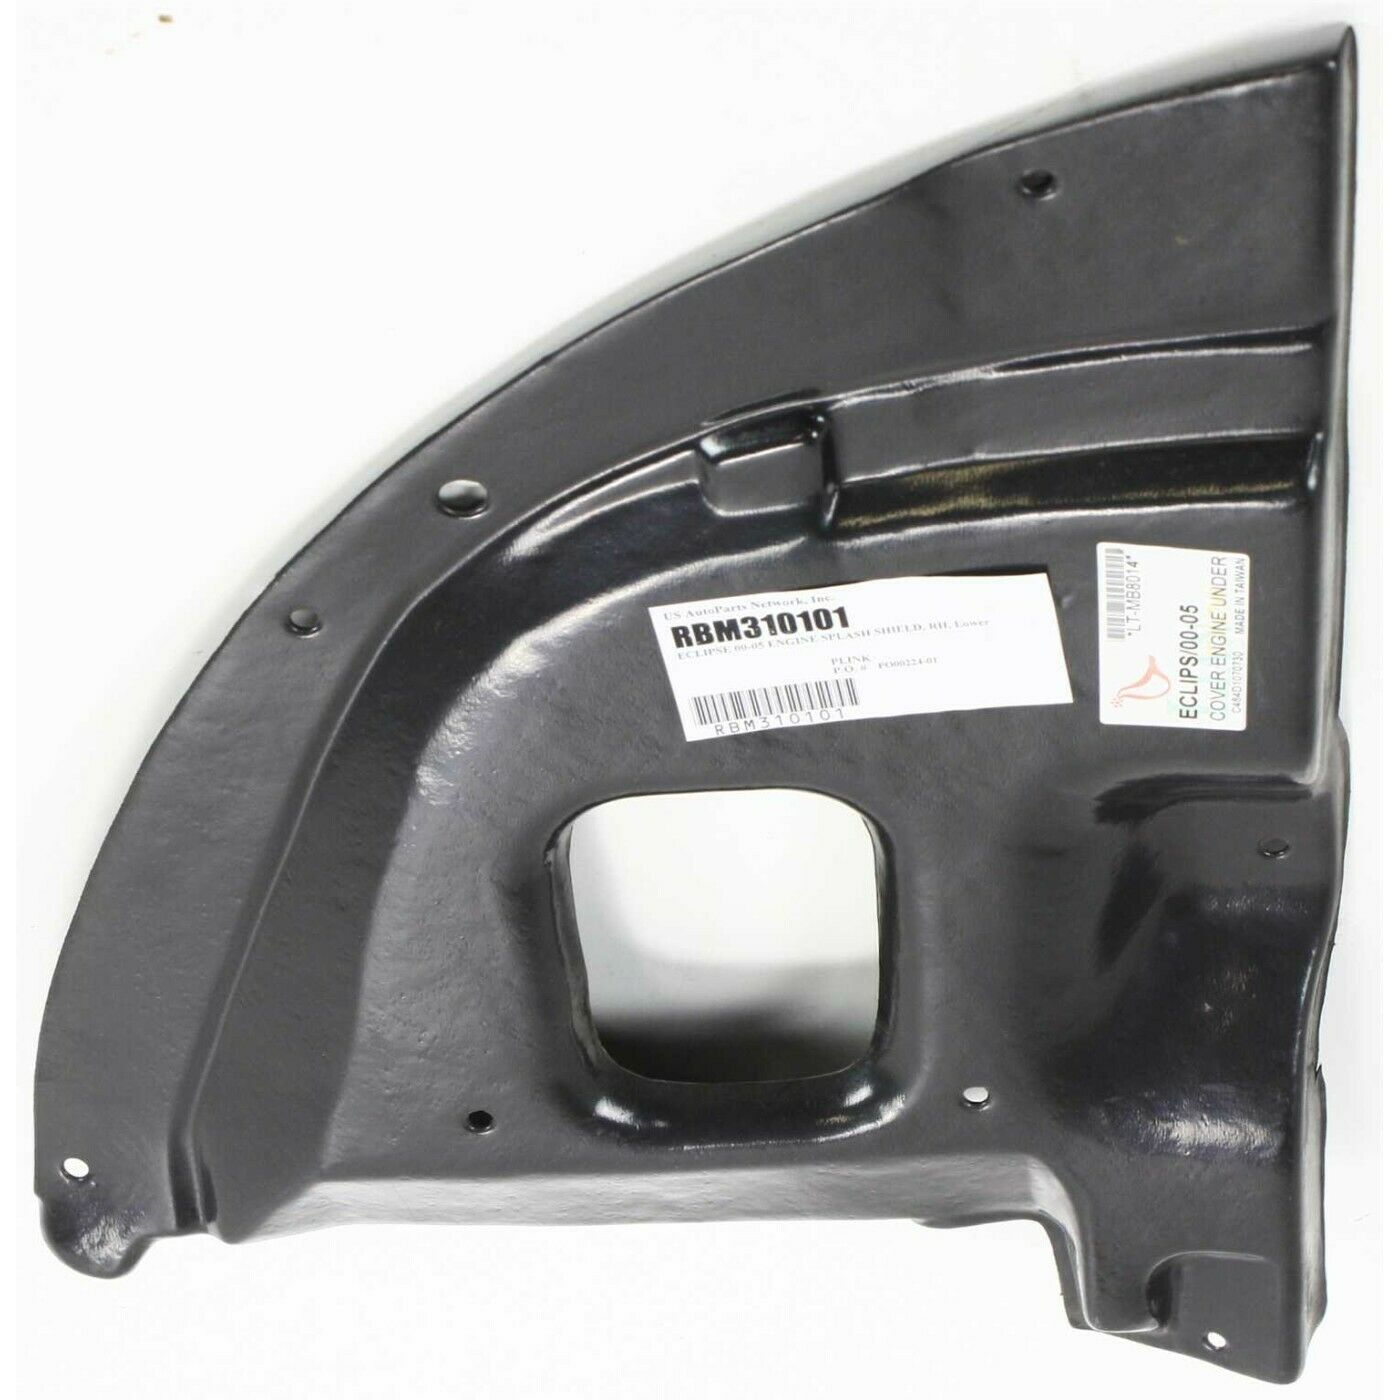 US AutoParts Network, Inc.
RBM310101
ECLIPSE 00-05 ENGINE SPLASH SHIELD, RH, Lower
PLINK
P.O. # PO00224-01
RBM310101
*LT-MB8014*
ECLIPS/00-05
COVER ENGINE UNDER
C484D1070730 MADE IN TAIWAN